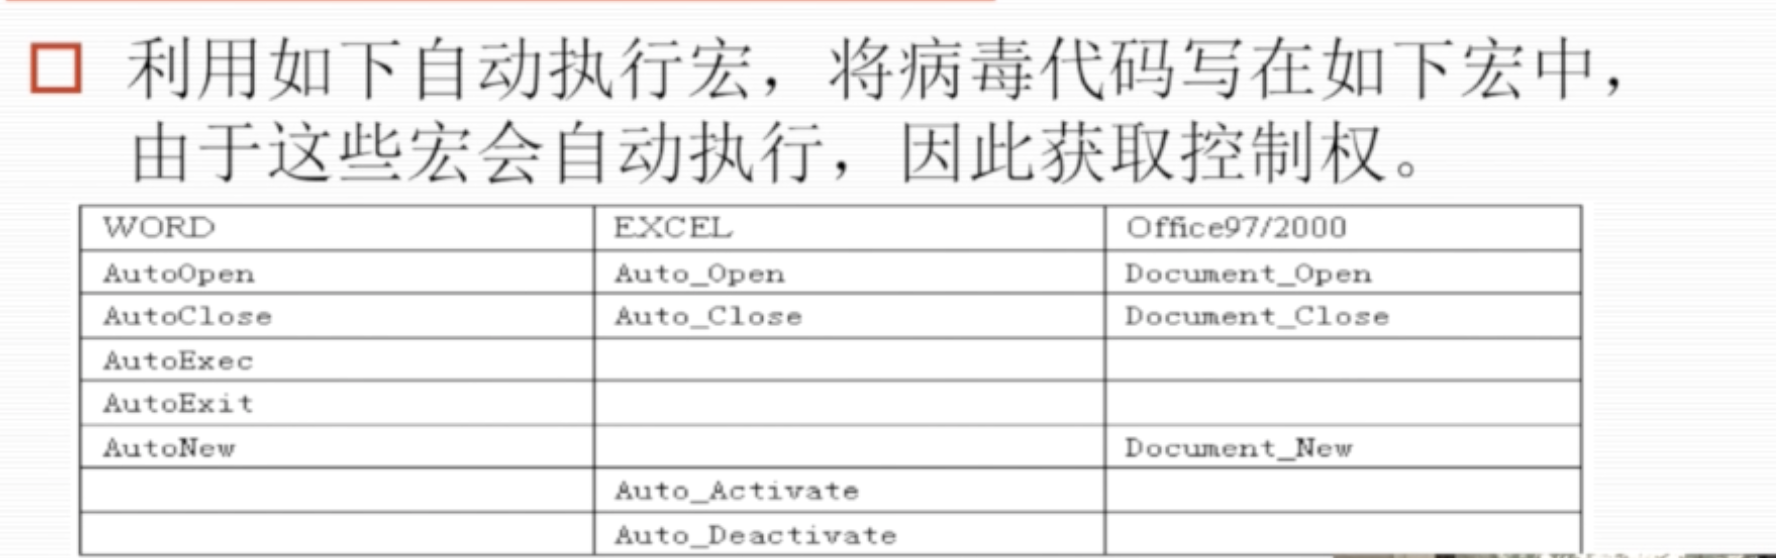 利用如下自动执行宏，将病毒代码写在如下宏中，
由于这些宏会自动执行，因此获取控制权。
WORD EXCEL Office97/2000
AutoOpen Auto_Open Document_Open
AutoClose Auto_Close Document_Close
AutoExec
AutoExit
AutoNew Document_New
Auto_Activate
Auto_Deactivate